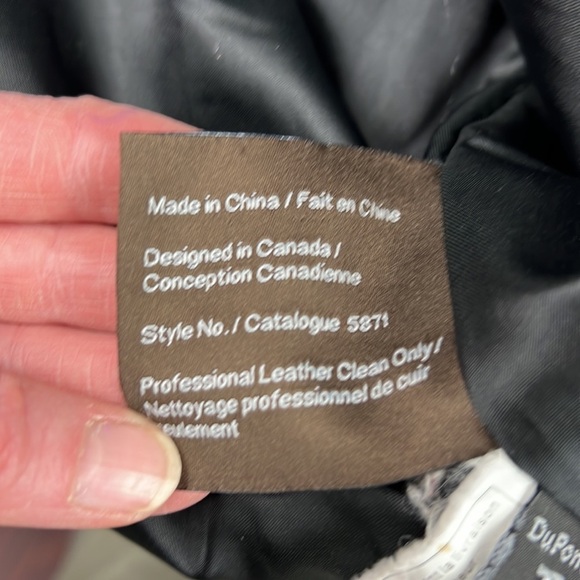 Made in China / Fait en Chine
Designed in Canada /
Conception Canadienne
Style No. / Catalogue 5871
Professional Leather Clean Only /
Nettoyage professionnel de cuir
seulement